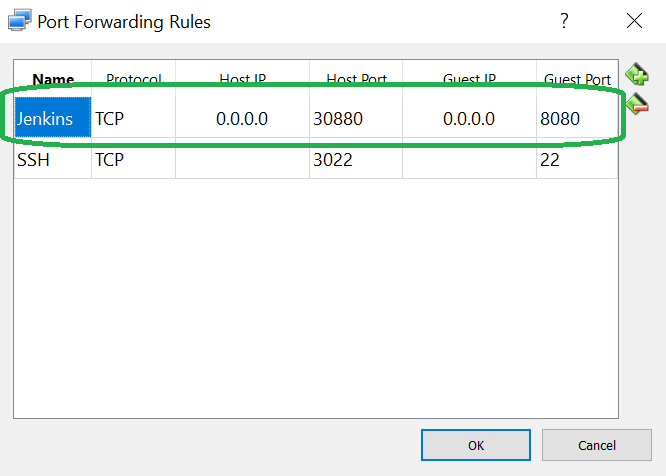 Port Forwarding Rules ?
Name Protocol Host IP Host Port Guest IP Guest Port
Jenkins TCP 0.0.0.0 30880 0.0.0.0 8080
SSH TCP 3022 22
OK Cancel